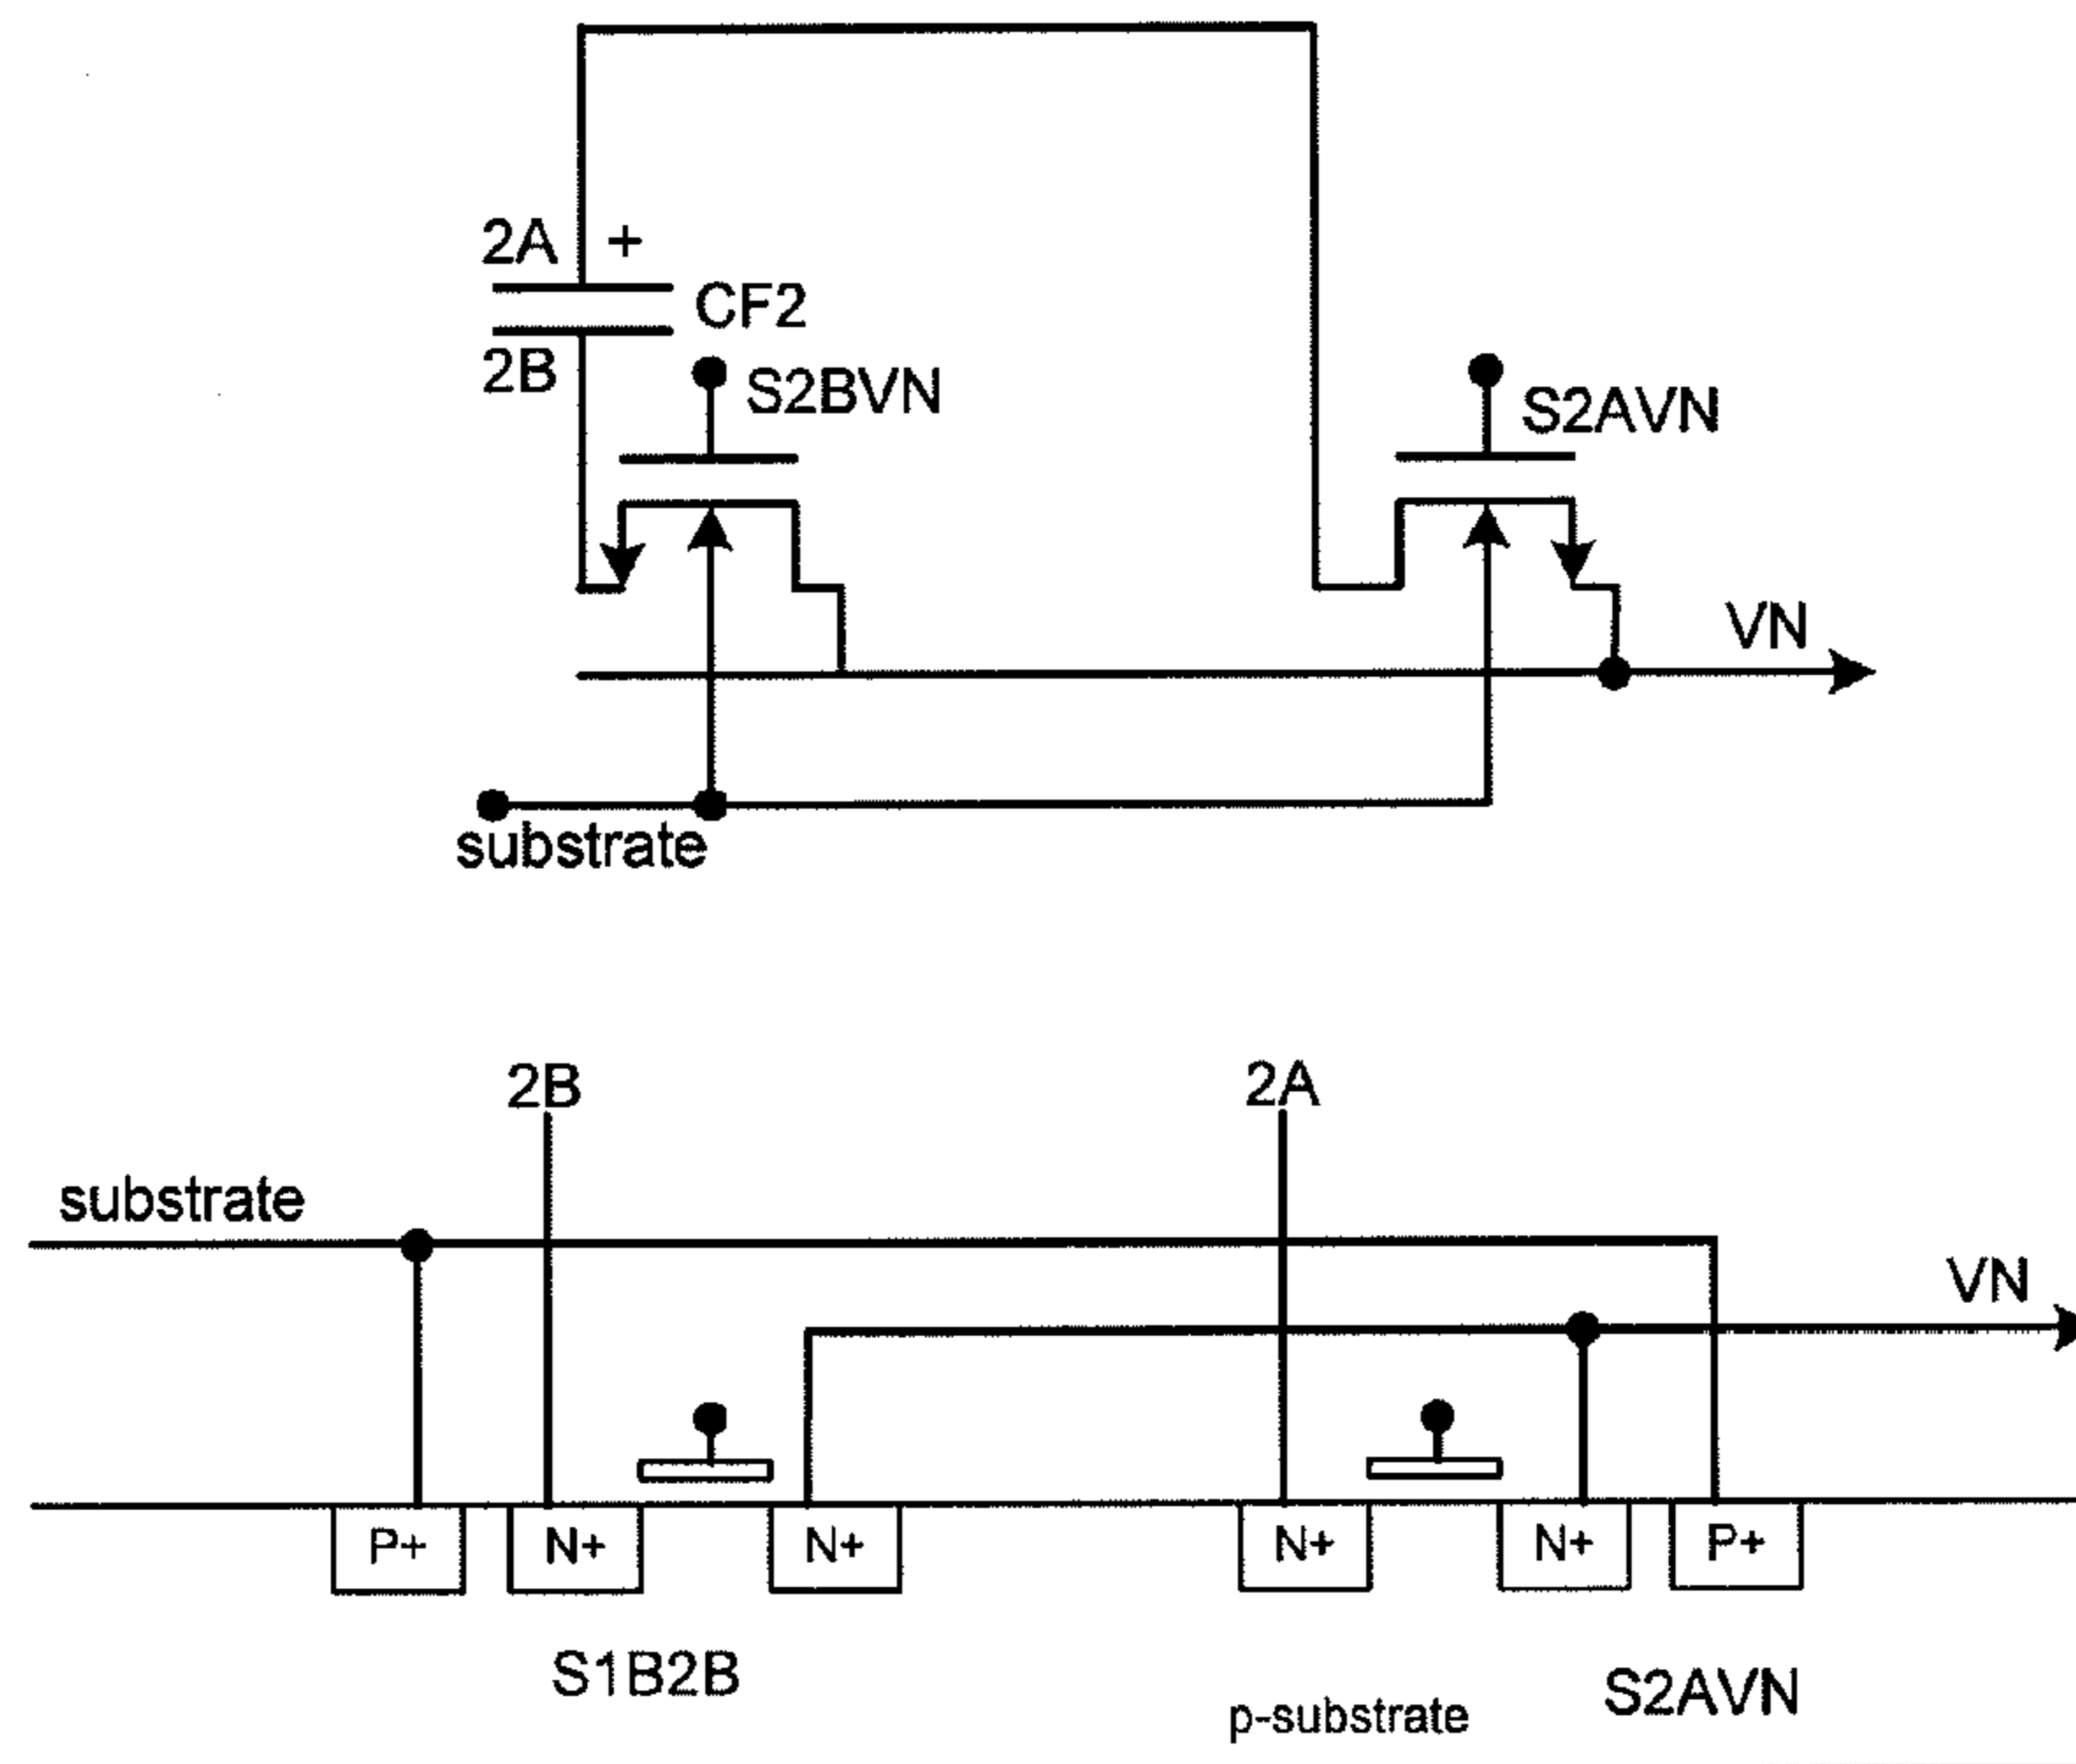 2A +
CF2
2B
S2BVN
S2AVN
VN
substrate
2B
2A
substrate
VN
P+ N+ N+ N+ N+ P+
S1B2B
S2AVN
p-substrate